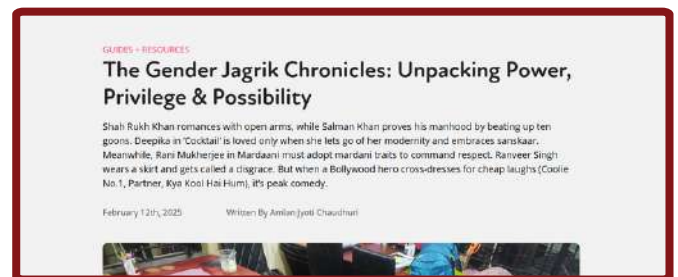 GUIDES + RESOURCES
The Gender Jagrik Chronicles: Unpacking Power,
Privilege & Possibility
Shah Rukh Khan romances with open arms, while Salman Khan proves his manhood by beating up ten
goons. Deepika in 'Cocktail' is loved only when she lets go of her modernity and embraces sanskaar.
Meanwhile, Rani Mukherjee in Mardaani must adopt mardani traits to command respect. Ranveer Singh
wears a skirt and gets called a disgrace. But when a Bollywood hero cross-dresses for cheap laughs (Coolie
No.1, Partner, Kya Kool Hai Hum), it's peak comedy.
February 12th, 2025 Written By Amlan Jyoti Chaudhuri